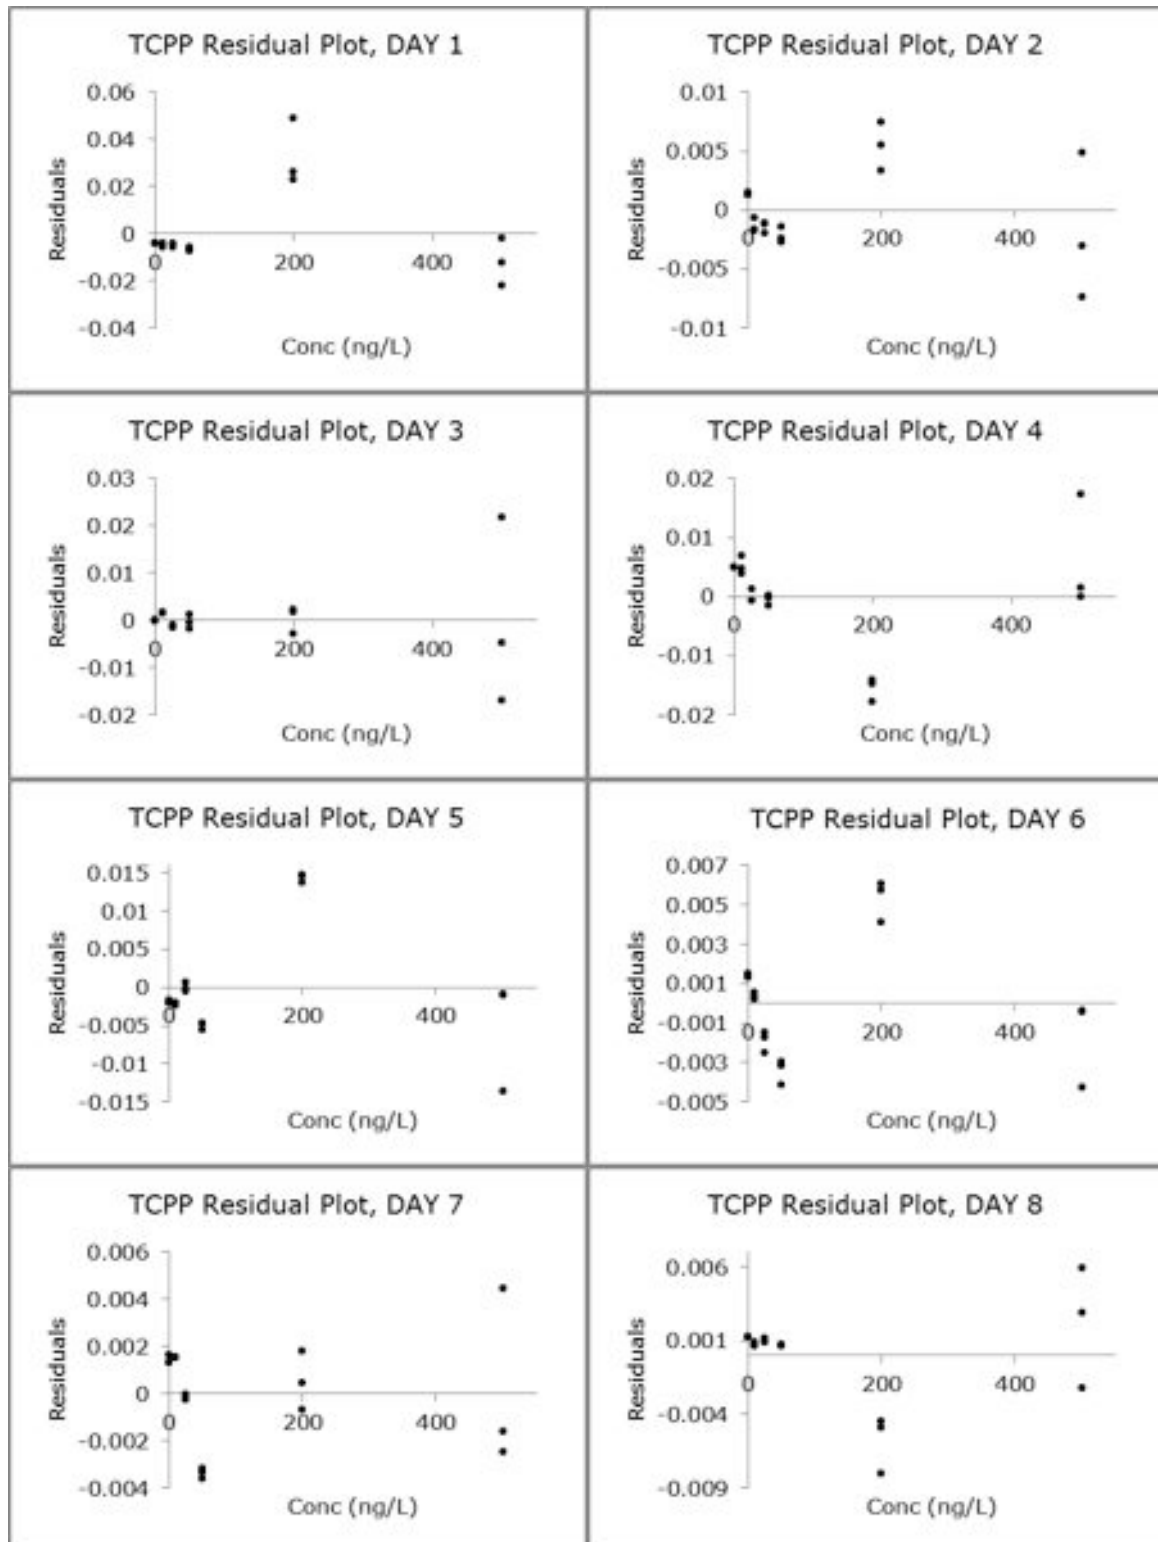 TCPP Residual Plot, DAY 1
Residuals
0.06
0.04
0.02
0
-0.02
-0.04
0 200 400
Conc (ng/L)
TCPP Residual Plot, DAY 2
Residuals
0.01
0.005
0
-0.005
-0.01
0 200 400
Conc (ng/L)
TCPP Residual Plot, DAY 3
Residuals
0.03
0.02
0.01
0
-0.01
-0.02
0 200 400
Conc (ng/L)
TCPP Residual Plot, DAY 4
Residuals
0.02
0.01
0
-0.01
-0.02
0 200 400
Conc (ng/L)
TCPP Residual Plot, DAY 5
Residuals
0.015
0.01
0.005
0
-0.005
-0.01
-0.015
0 200 400
Conc (ng/L)
TCPP Residual Plot, DAY 6
Residuals
0.007
0.005
0.003
0.001
-0.001
-0.003
-0.005
0 200 400
Conc (ng/L)
TCPP Residual Plot, DAY 7
Residuals
0.006
0.004
0.002
0
-0.002
-0.004
0 200 400
Conc (ng/L)
TCPP Residual Plot, DAY 8
Residuals
0.006
0.001
-0.004
-0.009
0 200 400
Conc (ng/L)